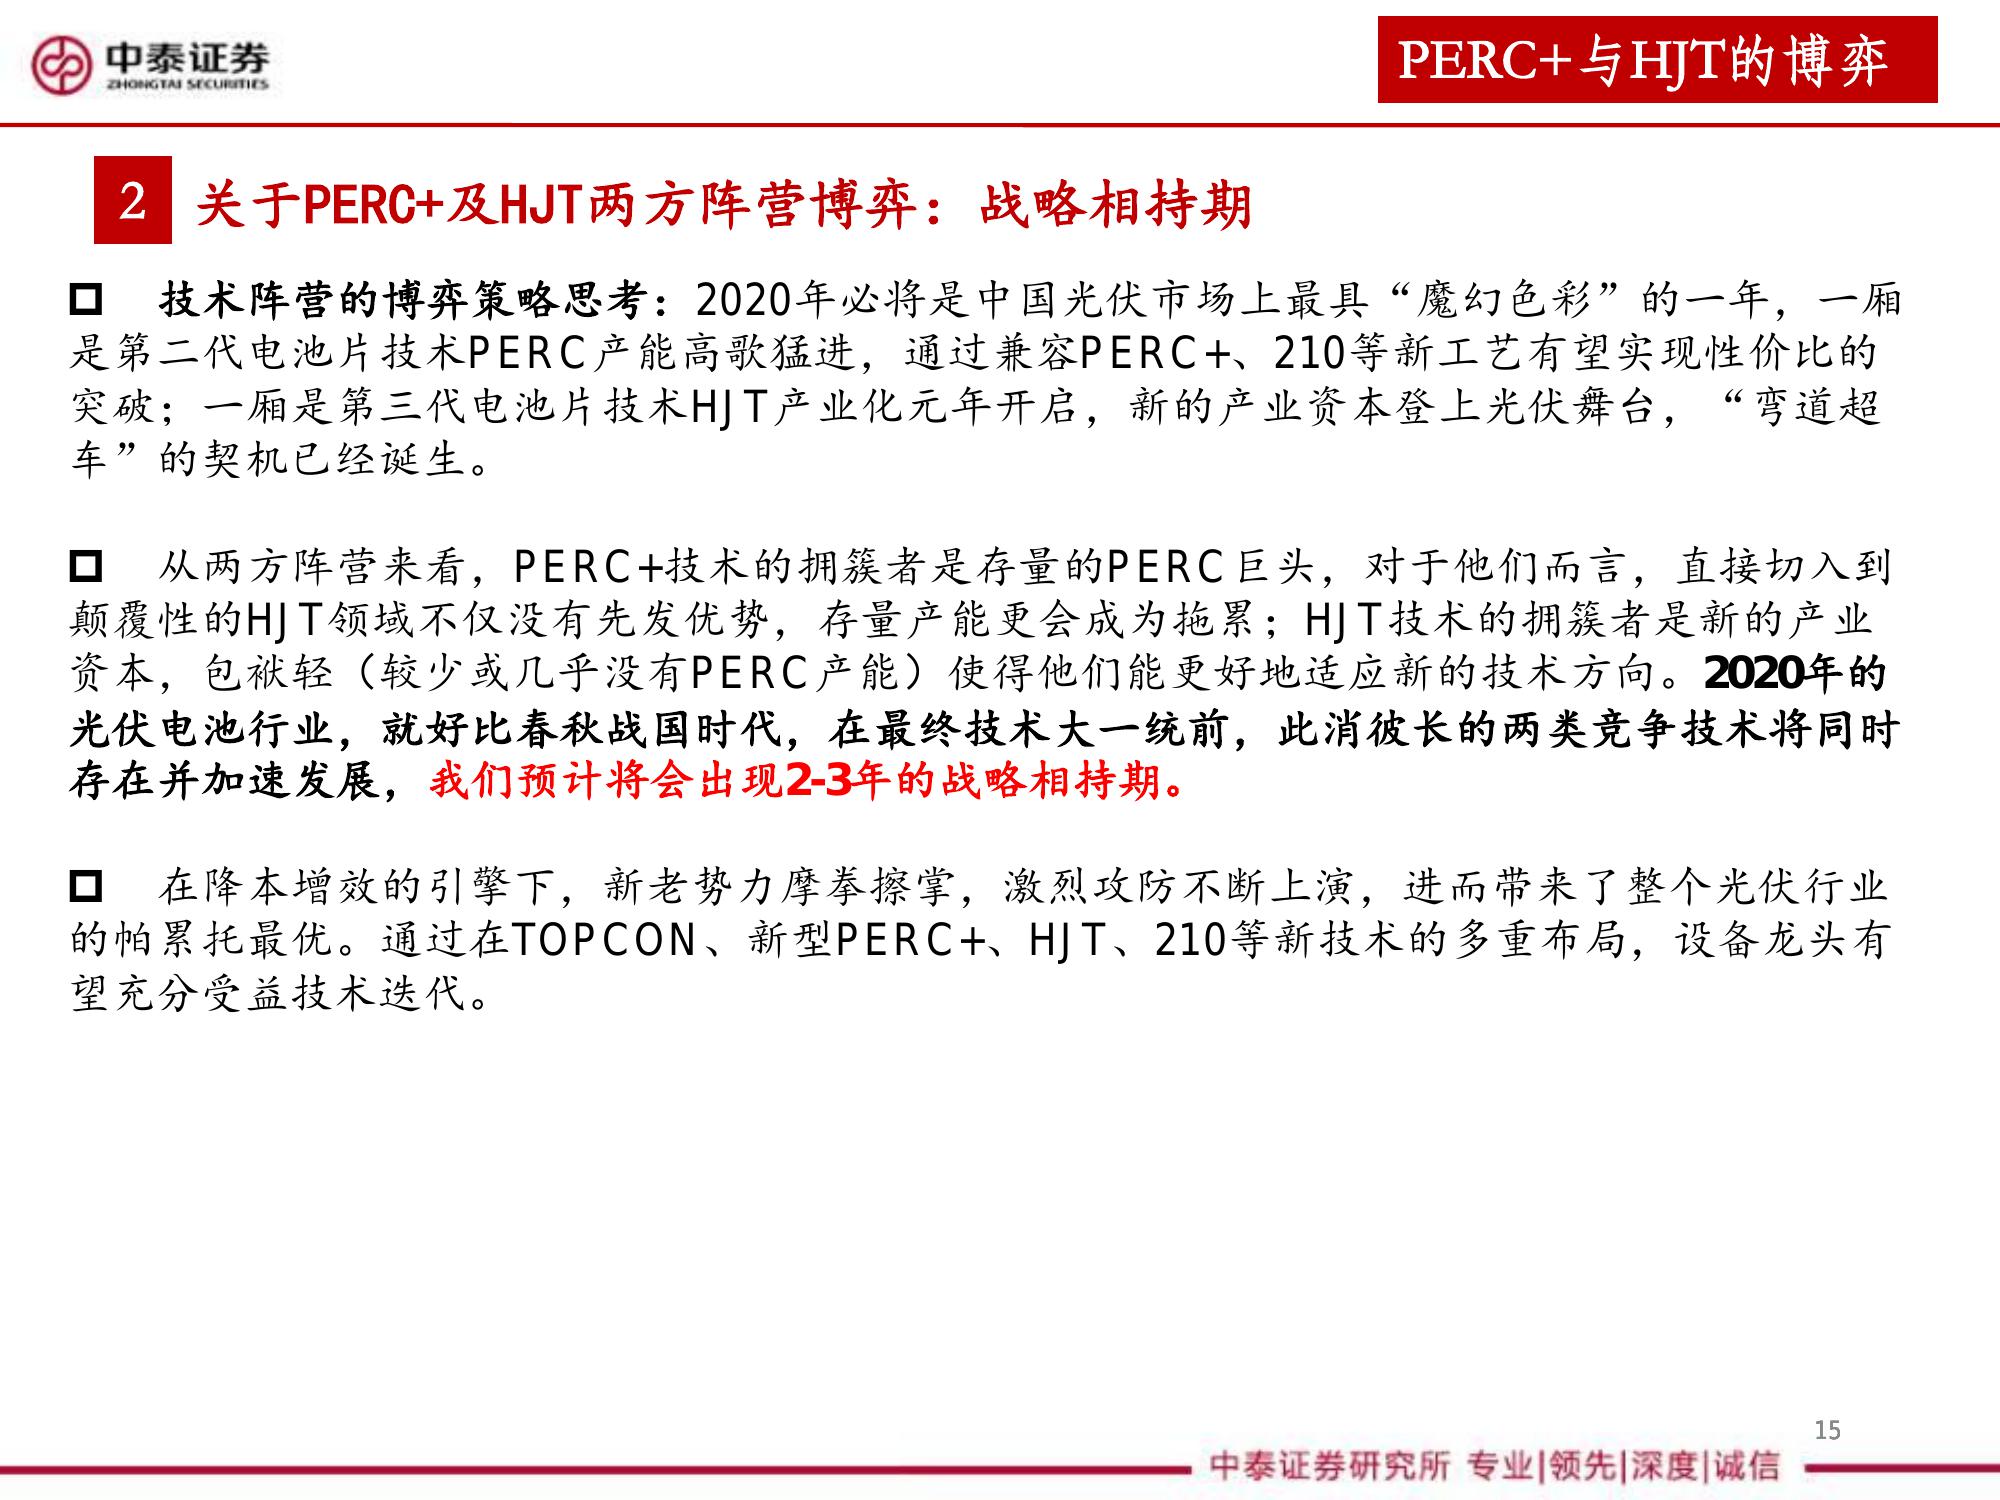 中泰证券
ZHONGTAI SECURITIES
PERC+与HJT的博弈
2 关于PERC+及HJT两方阵营博弈：战略相持期
技术阵营的博弈策略思考：2020年必将是中国光伏市场上最具“魔幻色彩”的一年，一厢
是第二代电池片技术PERC产能高歌猛进，通过兼容PERC+、210等新工艺有望实现性价比的
突破；一厢是第三代电池片技术HJT产业化元年开启，新的产业资本登上光伏舞台，“弯道超
车”的契机已经诞生。
从两方阵营来看，PERC+技术的拥簇者是存量的PERC巨头，对于他们而言，直接切入到
颠覆性的HJT领域不仅没有先发优势，存量产能更会成为拖累；HJT技术的拥簇者是新的产业
资本，包袱轻（较少或几乎没有PERC产能）使得他们能更好地适应新的技术方向。2020年的
光伏电池行业，就好比春秋战国时代，在最终技术大一统前，此消彼长的两类竞争技术将同时
存在并加速发展，我们预计将会出现2-3年的战略相持期。
在降本增效的引擎下，新老势力摩拳擦掌，激烈攻防不断上演，进而带来了整个光伏行业
的帕累托最优。通过在TOPCON、新型PERC+、HJT、210等新技术的多重布局，设备龙头有
望充分受益技术迭代。
15
中泰证券研究所 专业|领先|深度|诚信